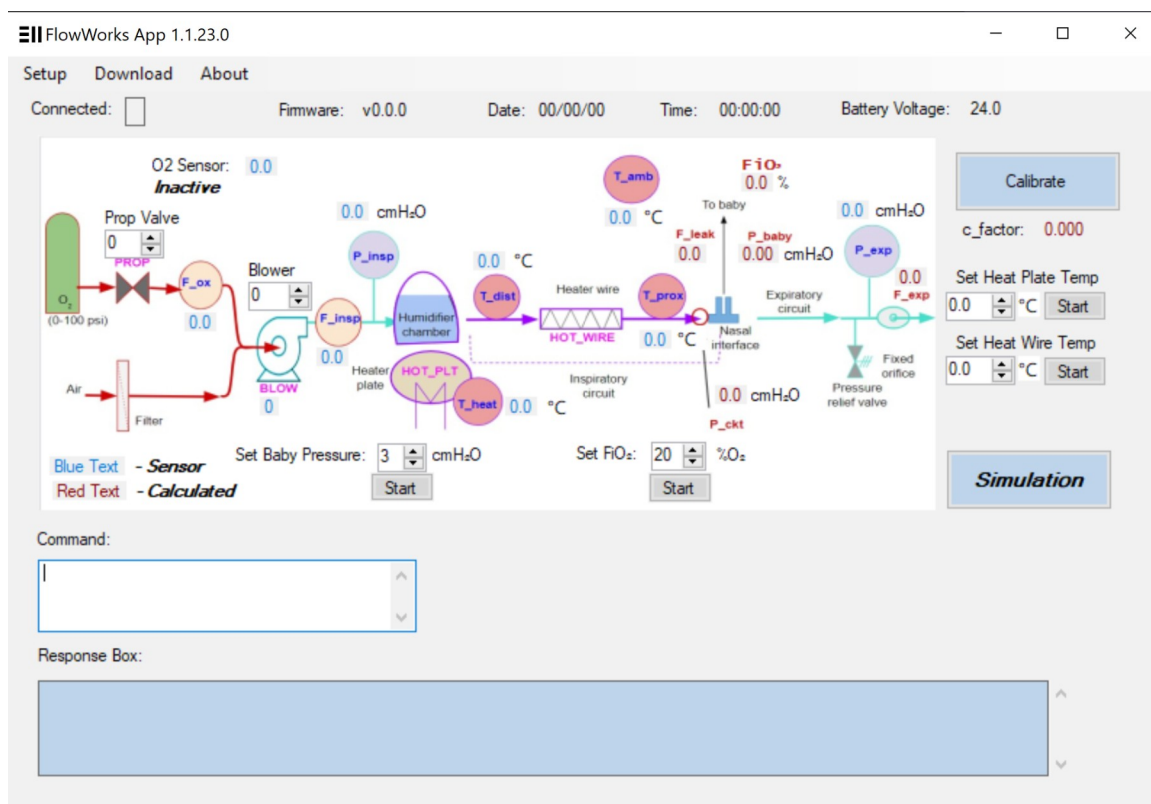 FlowWorks App 1.1.23.0
Setup Download About
Connected: Firmware: v0.0.0 Date: 00/00/00 Time: 00:00:00 Battery Voltage: 24.0
O2 Sensor: 0.0
Inactive
Prop Valve
0
PROP
O₂
(0-100 psi)
F_ox
0.0
Air
Filter
Blower
0
BLOW
0
F_insp
0.0
0.0 cmH₂O
P_insp
Humidifier
chamber
Heater
plate
HOT_PLT
T_heat 0.0 °C
0.0 °C
T_dist
Heater wire
HOT_WIRE
Inspiratory
circuit
T_prox
0.0 °C
T_amb
0.0 °C
FiO₂
0.0 %
To baby
F_leak
0.0
P_baby
0.00 cmH₂O
Nasal
interface
0.0 cmH₂O
P_ckt
Expiratory
circuit
0.0 cmH₂O
P_exp
0.0
F_exp
Fixed
orifice
Pressure
relief valve
Blue Text - Sensor
Red Text - Calculated
Set Baby Pressure: 3 cmH₂O
Start
Set FiO₂: 20 %O₂
Start
Calibrate
c_factor: 0.000
Set Heat Plate Temp
0.0 °C Start
Set Heat Wire Temp
0.0 °C Start
Simulation
Command:
Response Box: